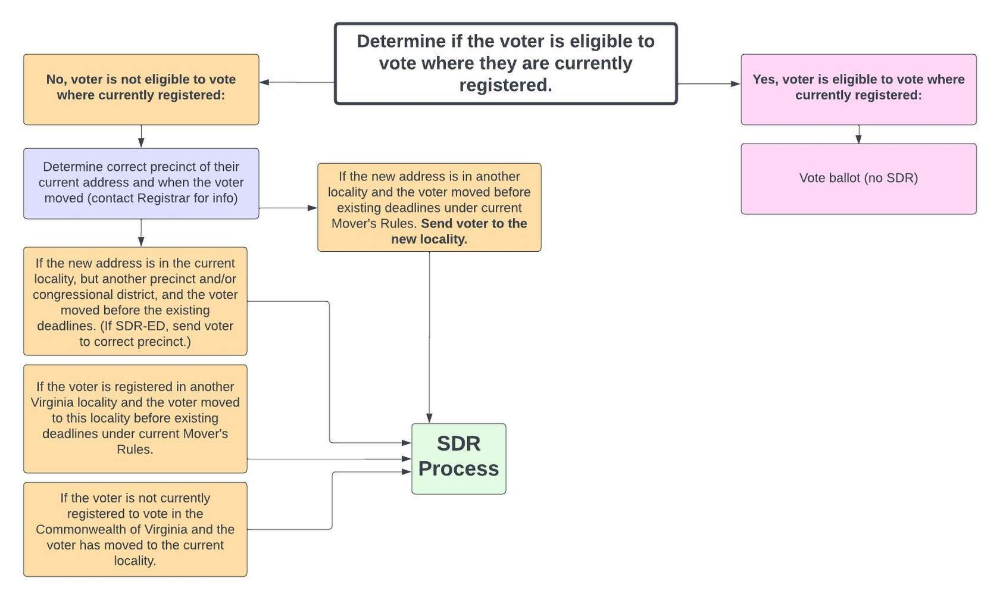 Determine if the voter is eligible to
vote where they are currently
registered.
No, voter is not eligible to vote
where currently registered:
Yes, voter is eligible to vote where
currently registered:
Determine correct precinct of their
current address and when the voter
moved (contact Registrar for info)
If the new address is in another
locality and the voter moved before
existing deadlines under current
Mover's Rules. Send voter to the
new locality.
Vote ballot (no SDR)
If the new address is in the current
locality, but another precinct and/or
congressional district, and the voter
moved before the existing
deadlines. (If SDR-ED, send voter
to correct precinct.)
If the voter is registered in another
Virginia locality and the voter moved
to this locality before existing
deadlines under current Mover's
Rules.
SDR
Process
If the voter is not currently
registered to vote in the
Commonwealth of Virginia and the
voter has moved to the current
locality.